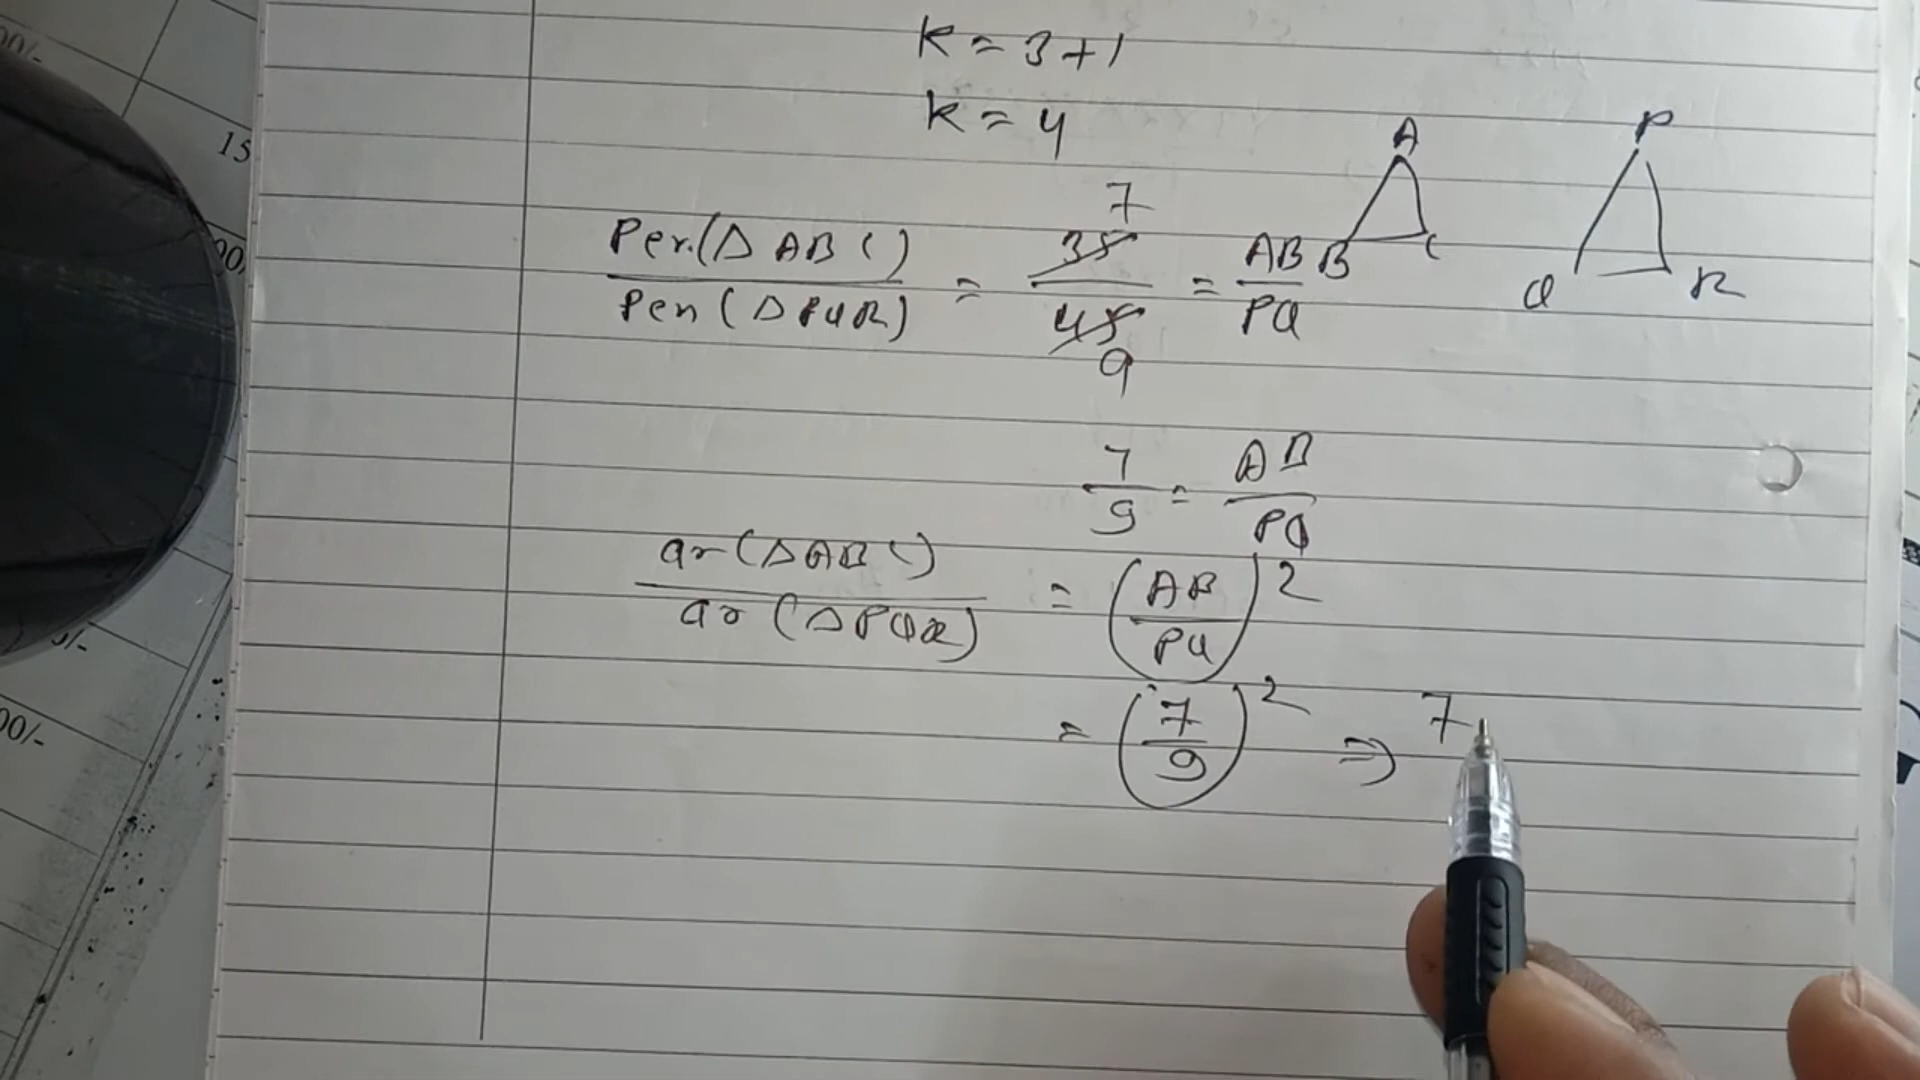 K = 3 + 1
k = 4
A
P
7
Per.(△ABC) / Per(△PQR) = 35 / 45 = AB / PQ
B
C
Q
R
9
7/9 = AB/PQ
ar(△ABC) / ar(△PQR) = (AB/PQ)2
= (7/9)2 ⇒ 7
15
00/-